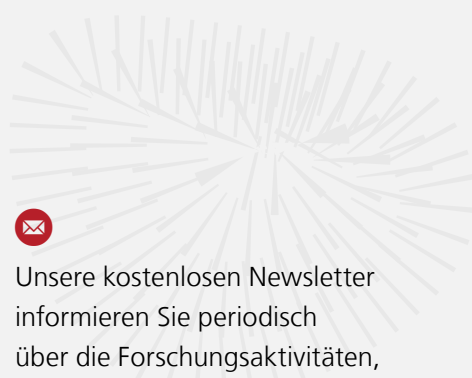 Unsere kostenlosen Newsletter
informieren Sie periodisch
über die Forschungsaktivitäten,